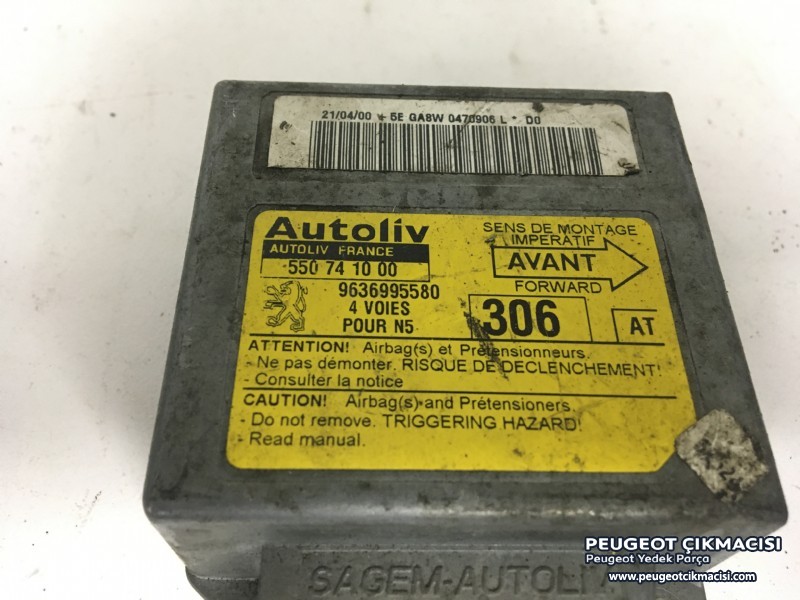 21/04/00 + 5E GA8W 0470906 L * D0
Autoliv
AUTOLIV FRANCE
550 74 10 00
9636995580
4 VOIES
POUR N5
SENS DE MONTAGE
IMPERATIF
AVANT
FORWARD
306
AT
ATTENTION! Airbag(s) et Prétensionneurs.
- Ne pas démonter. RISQUE DE DECLENCHEMENT!
- Consulter la notice
CAUTION! Airbag(s) and Prétensioners.
- Do not remove. TRIGGERING HAZARD!
- Read manual.
SAGEM-AUTOLIV
PEUGEOT ÇIKMACISI
Peugeot Yedek Parça
www.peugeotcikmacisi.com